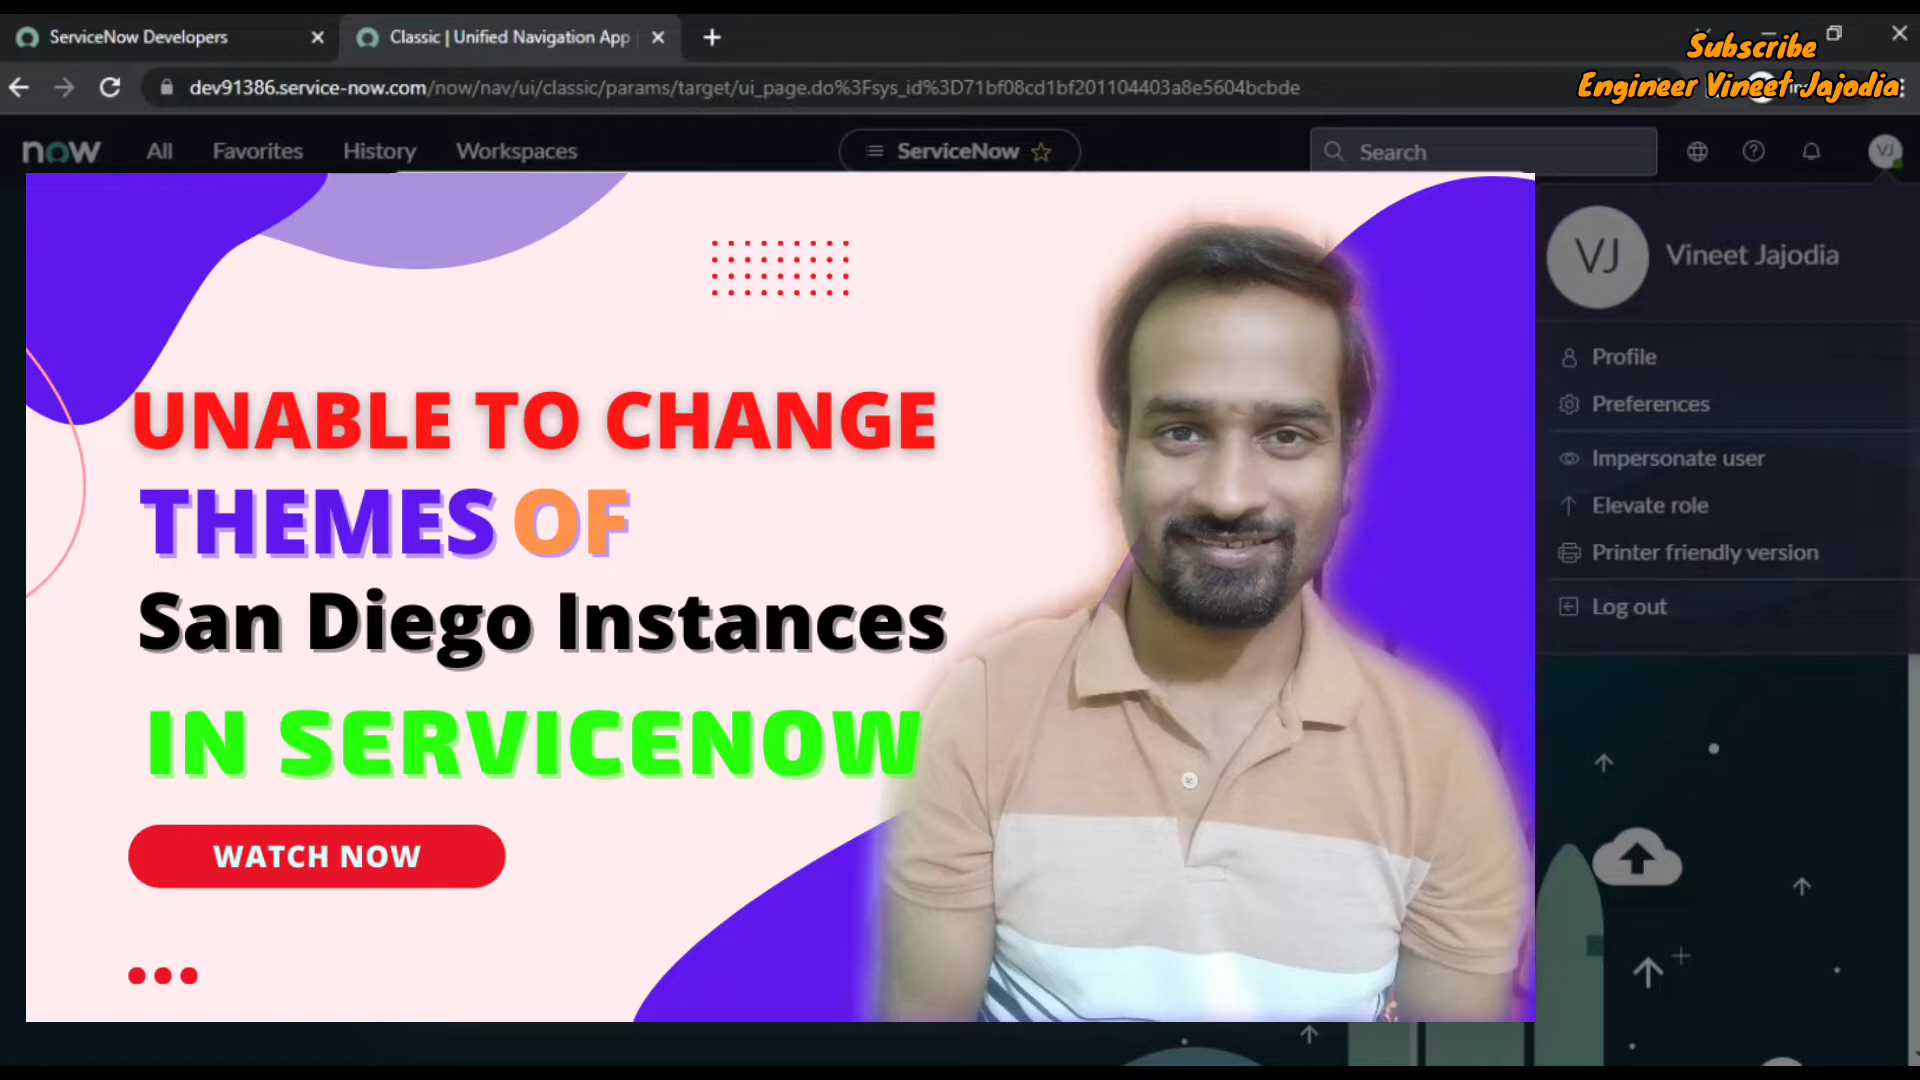 ServiceNow Developers
Classic | Unified Navigation App
Subscribe
Engineer Vineet Jajodia
dev91386.service-now.com/now/nav/ui/classic/params/target/ui_page.do%3Fsys_id%3D71bf08cd1bf201104403a8e5604bcbde
now All Favorites History Workspaces ServiceNow Search VJ
VJ Vineet Jajodia
Profile
Preferences
Impersonate user
Elevate role
Printer friendly version
Log out
UNABLE TO CHANGE
THEMES OF
San Diego Instances
IN SERVICENOW
WATCH NOW